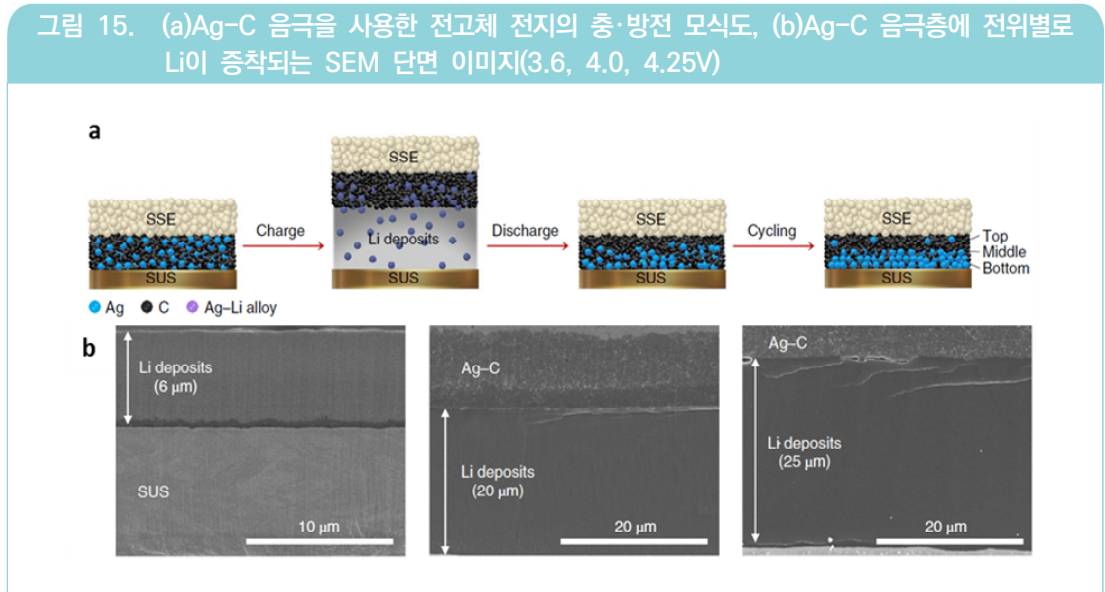 그림 15. (a)Ag-C 음극을 사용한 전고체 전지의 충·방전 모식도, (b)Ag-C 음극층에 전위별로
Li이 증착되는 SEM 단면 이미지(3.6, 4.0, 4.25V)
a
SSE
SUS
Charge
SSE
Li deposits
SUS
Discharge
SSE
SUS
Cycling
SSE
SUS
Top
Middle
Bottom
Ag
C
Ag–Li alloy
b
Li deposits
(6 μm)
SUS
10 μm
Ag–C
Li deposits
(20 μm)
20 μm
Ag–C
Li deposits
(25 μm)
20 μm